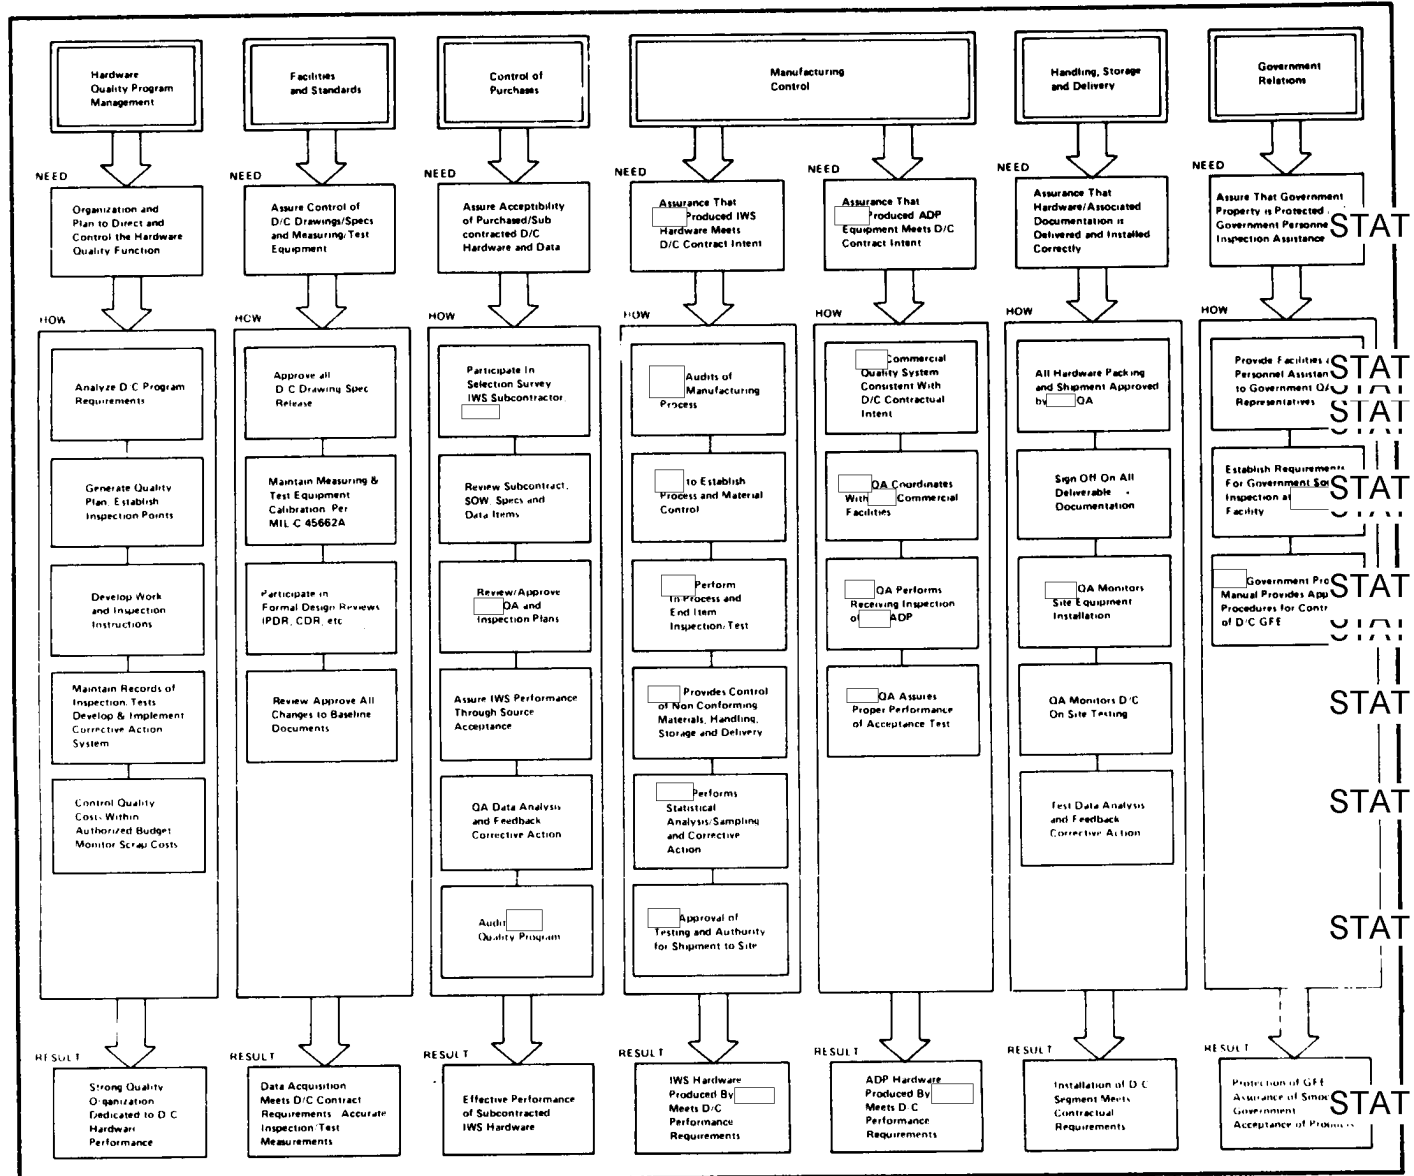 Hardware
Quality Program
Management
Facilities
and Standards
Control of
Purchases
Manufacturing
Control
Handling, Storage
and Delivery
Government
Relations
NEED
Organization and
Plan to Direct and
Control the Hardware
Quality Function
NEED
Assure Control of
D/C Drawings/Specs
and Measuring/Test
Equipment
NEED
Assure Acceptibility
of Purchased/Sub
contracted D/C
Hardware and Data
NEED
Assurance That
Produced IWS
Hardware Meets
D/C Contract Intent
NEED
Assurance That
Produced ADP
Equipment Meets D/C
Contract Intent
NEED
Assurance That
Hardware/Associated
Documentation is
Delivered and Installed
Correctly
NEED
Assure That Government
Property is Protected
Government Personne
Inspection Assistance
STAT
HOW
Analyze D/C Program
Requirements
Generate Quality
Plan, Establish
Inspection Points
Develop Work
and Inspection
Instructions
Maintain Records of
Inspection, Tests
Develop & Implement
Corrective Action
System
Control Quality
Costs Within
Authorized Budget
Monitor Scrap Costs
HOW
Approve all
D/C Drawing Spec
Release
Maintain Measuring &
Test Equipment
Calibration Per
MIL-C 45662A
Participate in
Formal Design Reviews
IPDR, CDR, etc
Review Approve All
Changes to Baseline
Documents
HOW
Participate In
Selection Survey
IWS Subcontractor
Review Subcontract,
SOW, Specs and
Data Items
Review/Approve
QA and
Inspection Plans
Assure IWS Performance
Through Source
Acceptance
QA Data Analysis
and Feedback
Corrective Action
Audit
Quality Program
HOW
Audits of
Manufacturing
Process
to Establish
Process and Material
Control
Perform
In Process and
End Item
Inspection/Test
Provides Control
of Non Conforming
Materials, Handling,
Storage and Delivery
Performs
Statistical
Analysis/Sampling
and Corrective
Action
Approval of
Testing and Authority
for Shipment to Site
HOW
Commercial
Quality System
Consistent With
D/C Contractual
Intent
QA Coordinates
With Commercial
Facilities
QA Performs
Receiving Inspection
of ADP
QA Assures
Proper Performance
of Acceptance Test
HOW
All Hardware Packing
and Shipment Approved
by QA
Sign Off On All
Deliverable
Documentation
QA Monitors
Site Equipment
Installation
QA Monitors D/C
On Site Testing
Test Data Analysis
and Feedback
Corrective Action
HOW
Provide Facilities
Personnel Assistan
to Government QA
Representatives
STAT
STAT
STAT
Establish Requirements
For Government Sou
Inspection at
Facility
STAT
STAT
Government Pro
Manual Provides App
Procedures for Contr
of D/C GFE
STAT
STAT
STAT
STAT
STAT
RESULT
Strong Quality
Organization
Dedicated to D/C
Hardware
Performance
RESULT
Data Acquisition
Meets D/C Contract
Requirements Accurate
Inspection/Test
Measurements
RESULT
Effective Performance
of Subcontracted
IWS Hardware
RESULT
IWS Hardware
Produced By
Meets D/C
Performance
Requirements
RESULT
ADP Hardware
Produced By
Meets D/C
Performance
Requirements
RESULT
Installation of D/C
Segment Meets
Contractual
Requirements
RESULT
Protection of GFE
Assurance of Smoo
Government
Acceptance of Products
STAT